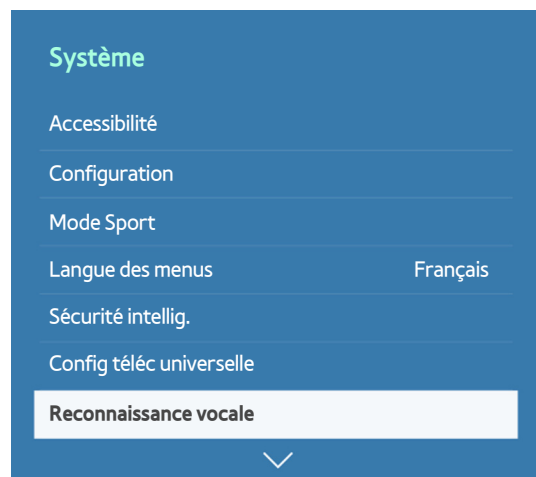 Système
Accessibilité
Configuration
Mode Sport
Langue des menus Français
Sécurité intellig.
Config téléc universelle
Reconnaissance vocale